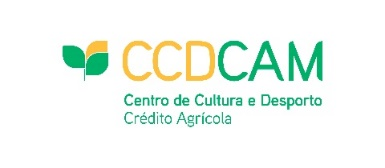 CCDCAM
Centro de Cultura e Desporto
Crédito Agrícola